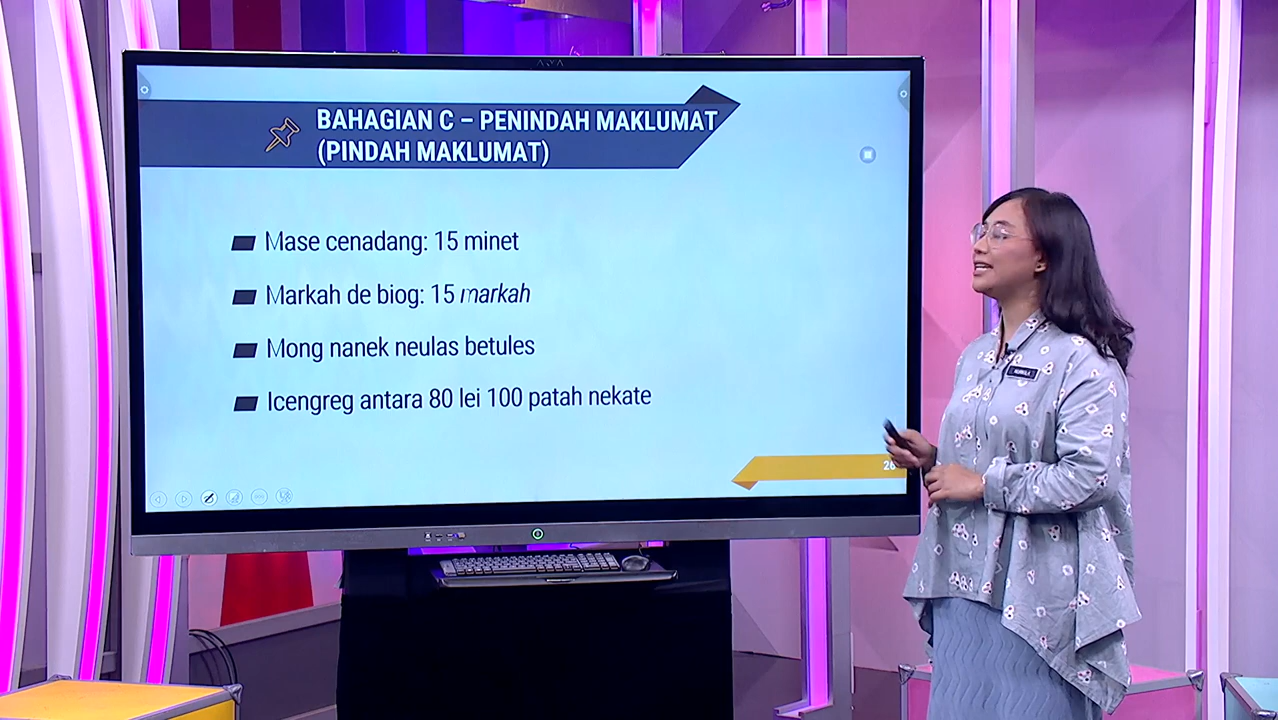 BAHAGIAN C – PENINDAH MAKLUMAT
(PINDAH MAKLUMAT)
Mase cenadang: 15 minet
Markah de biog: 15 markah
Mong nanek neulas betules
Icengreg antara 80 lei 100 patah nekate
26